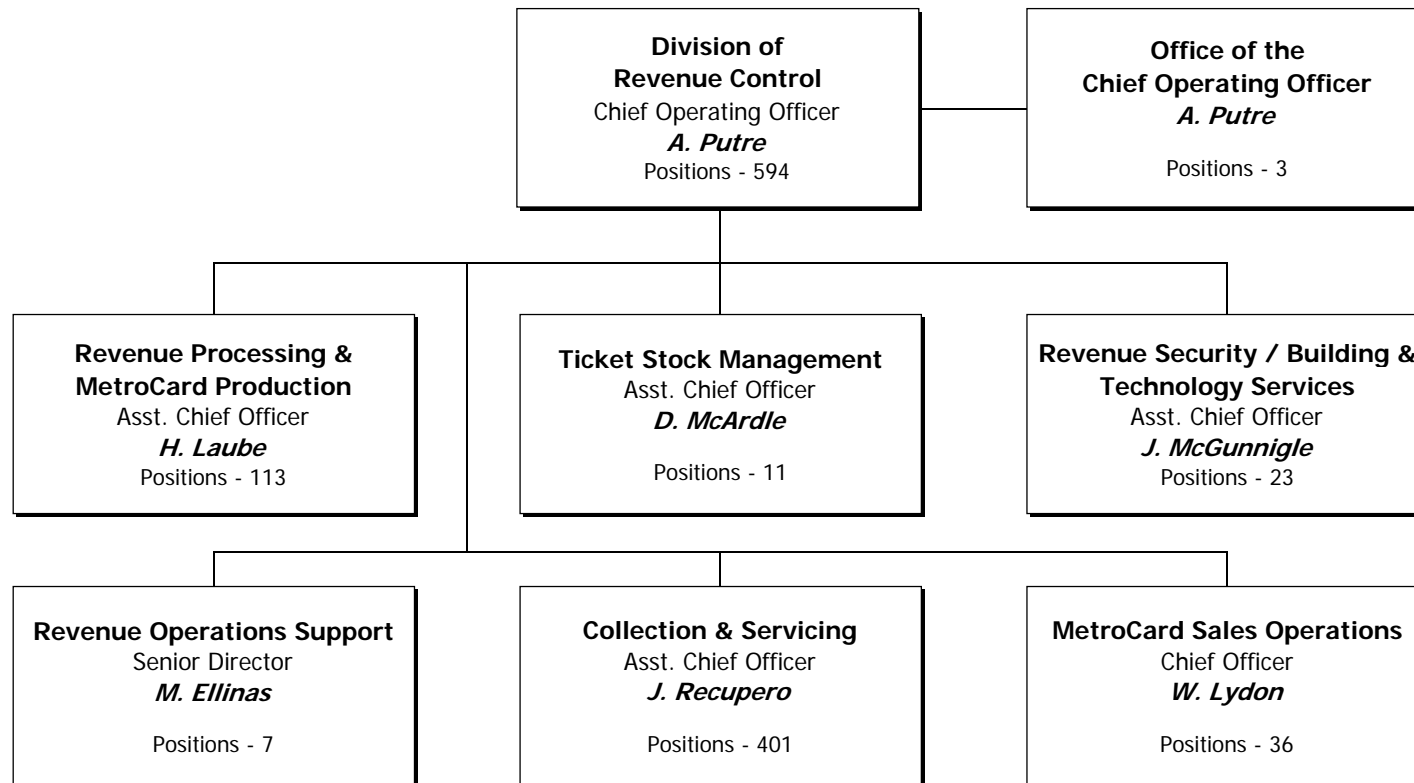 Division of
Revenue Control
Chief Operating Officer
A. Putre
Positions - 594
Office of the
Chief Operating Officer
A. Putre
Positions - 3
Revenue Processing &
MetroCard Production
Asst. Chief Officer
H. Laube
Positions - 113
Ticket Stock Management
Asst. Chief Officer
D. McArdle
Positions - 11
Revenue Security / Building &
Technology Services
Asst. Chief Officer
J. McGunnigle
Positions - 23
Revenue Operations Support
Senior Director
M. Ellinas
Positions - 7
Collection & Servicing
Asst. Chief Officer
J. Recupero
Positions - 401
MetroCard Sales Operations
Chief Officer
W. Lydon
Positions - 36